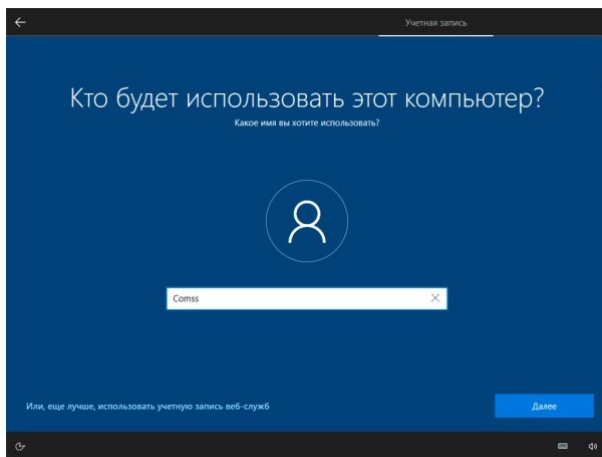 Учетная запись
Кто будет использовать этот компьютер?
Какое имя вы хотите использовать?
Comss
Или, еще лучше, использовать учетную запись веб-служб
Далее